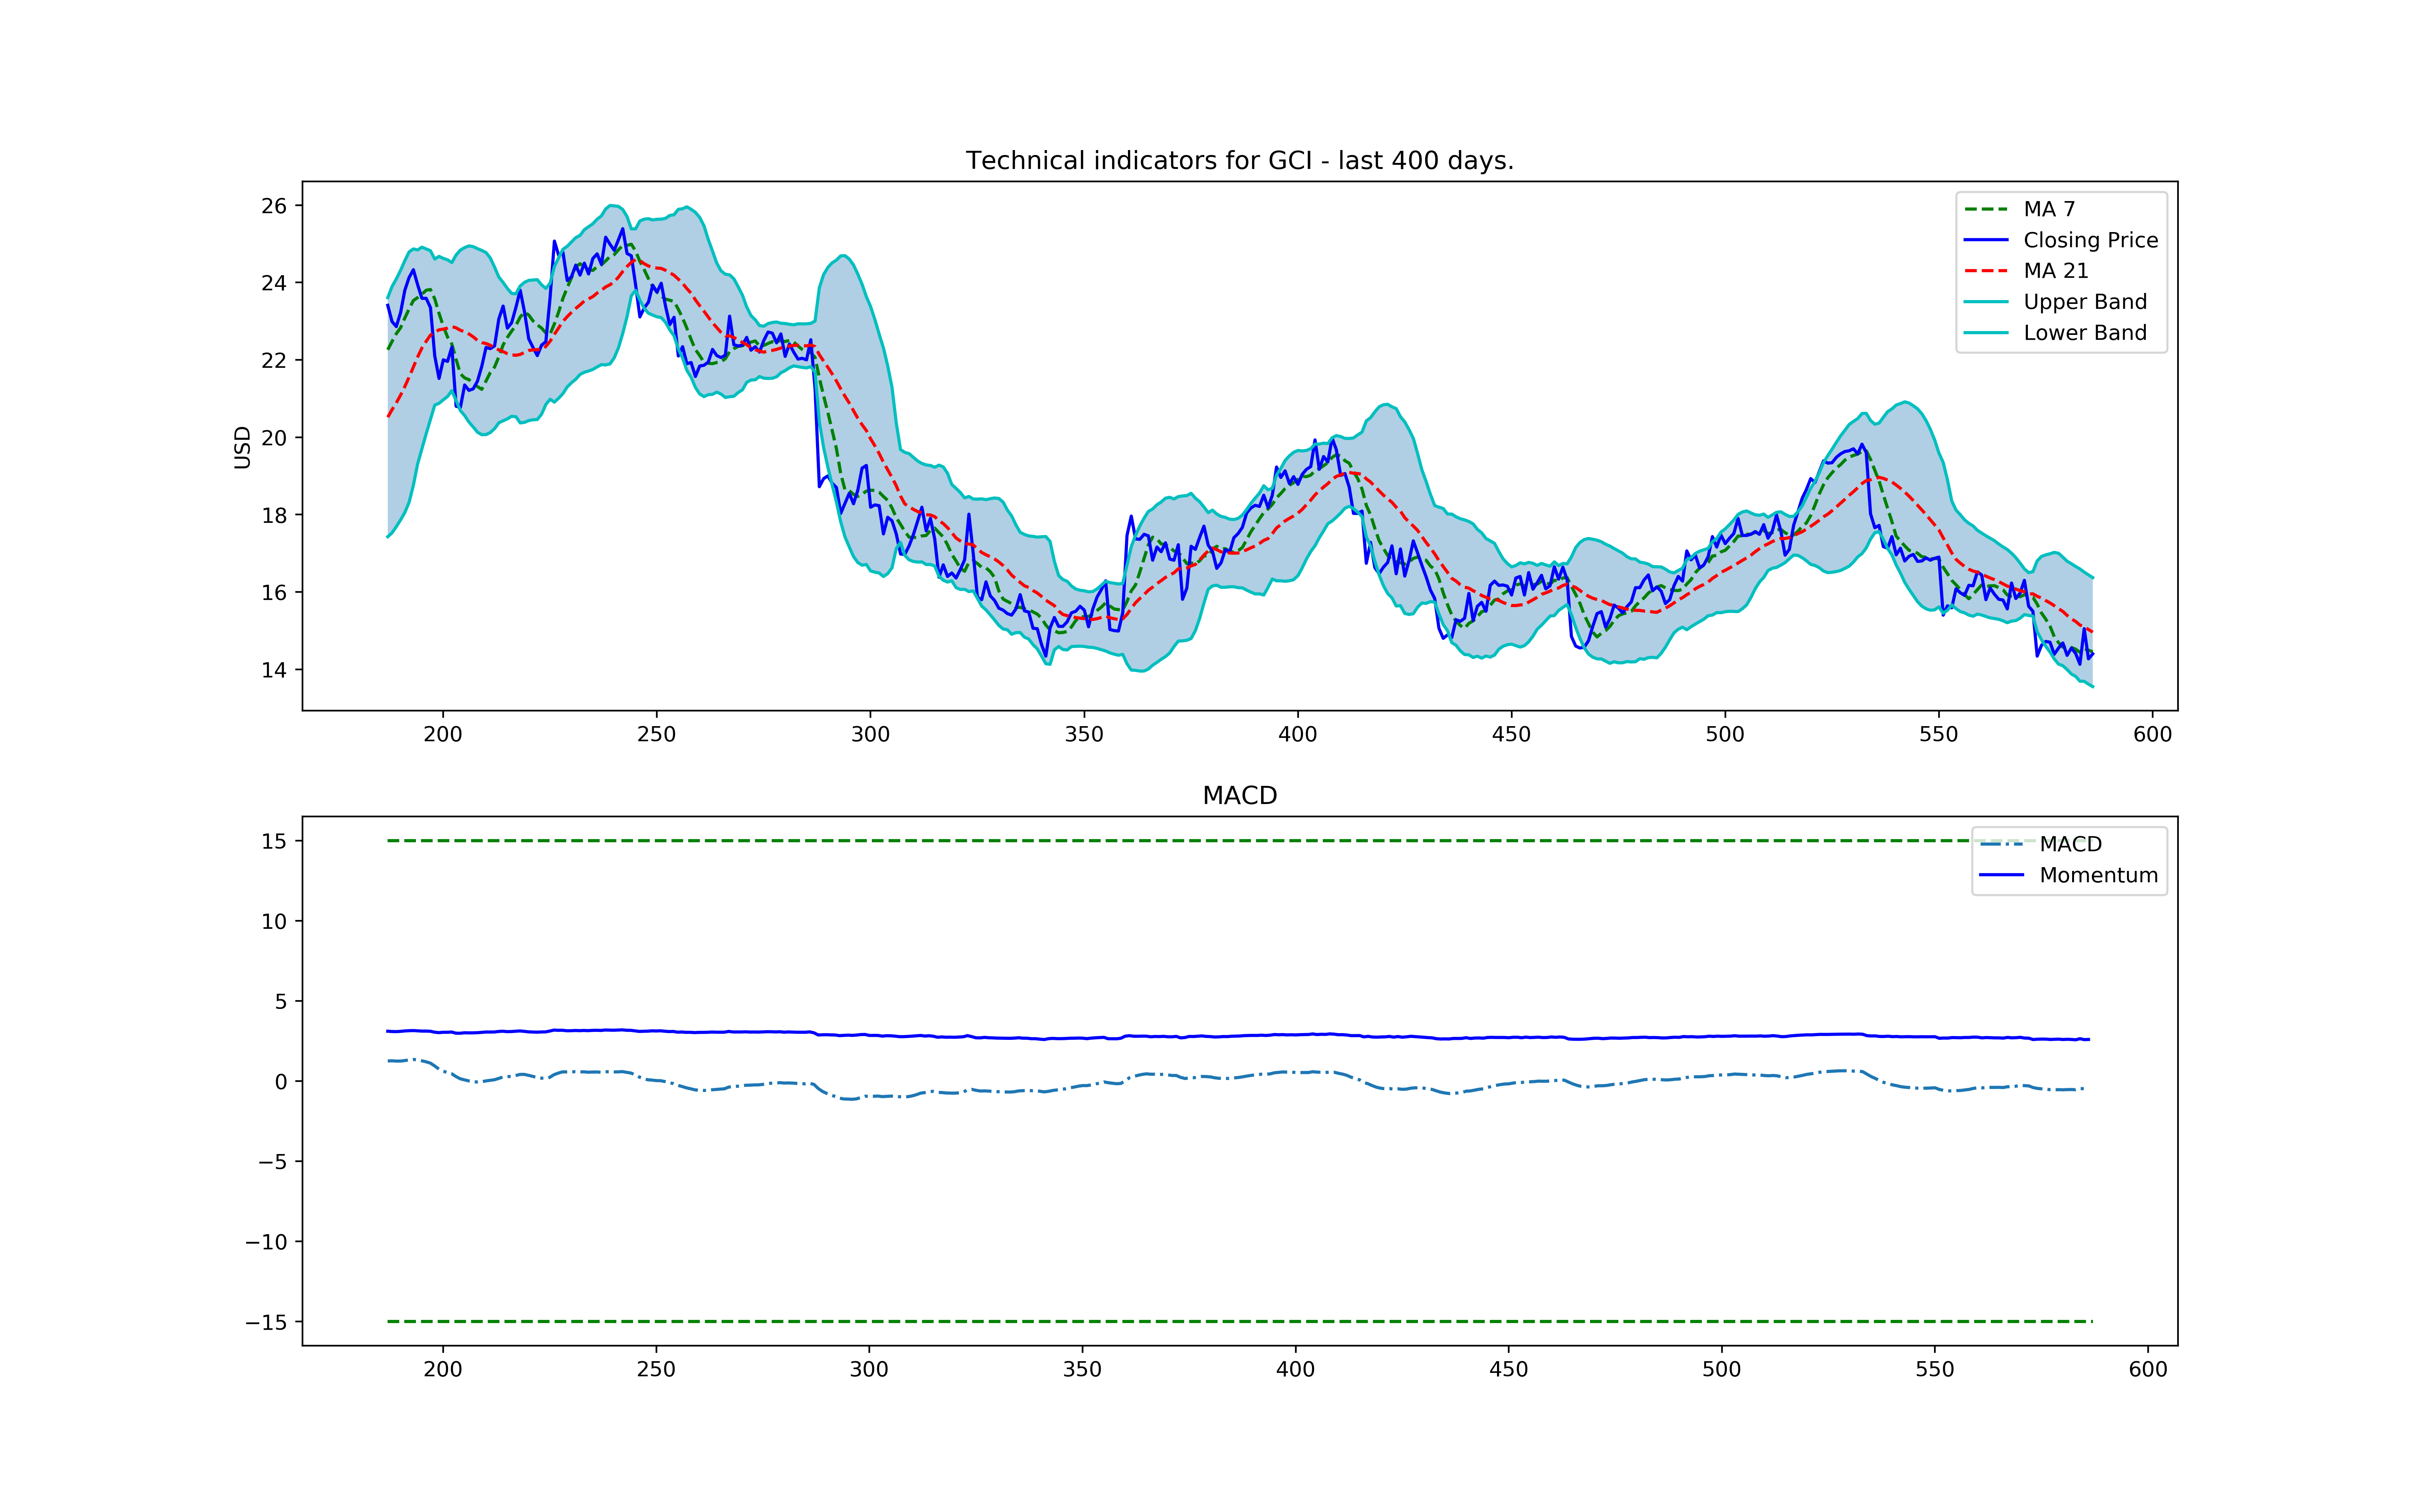 Technical indicators for GCI - last 400 days.
26
24
22
20
18
16
14
USD
MA 7
Closing Price
MA 21
Upper Band
Lower Band
200 250 300 350 400 450 500 550 600
MACD
15
10
5
0
−5
−10
−15
MACD
Momentum
200 250 300 350 400 450 500 550 600